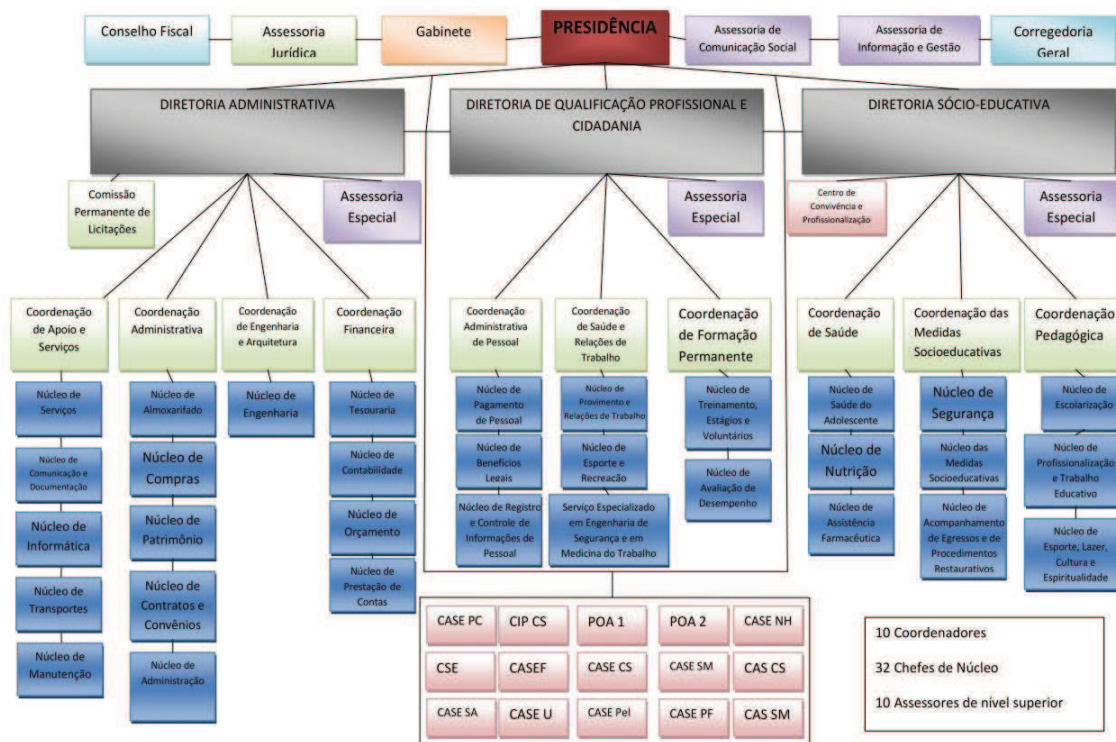 Conselho Fiscal
Assessoria
Jurídica
Gabinete
PRESIDÊNCIA
Assessoria de
Comunicação Social
Assessoria de
Informação e Gestão
Corregedoria
Geral
DIRETORIA ADMINISTRATIVA
DIRETORIA DE QUALIFICAÇÃO PROFISSIONAL E
CIDADANIA
DIRETORIA SÓCIO-EDUCATIVA
Comissão
Permanente de
Licitações
Assessoria
Especial
Assessoria
Especial
Centro de
Convivência e
Profissionalização
Assessoria
Especial
Coordenação
de Apoio e
Serviços
Coordenação
Administrativa
Coordenação
de Engenharia
e Arquitetura
Coordenação
Financeira
Coordenação
Administrativa
de Pessoal
Coordenação
de Saúde e
Relações de
Trabalho
Coordenação
de Formação
Permanente
Coordenação
de Saúde
Coordenação das
Medidas
Socioeducativas
Coordenação
Pedagógica
Núcleo de
Serviços
Núcleo de
Comunicação e
Documentação
Núcleo de
Informática
Núcleo de
Transportes
Núcleo de
Manutenção
Núcleo de
Almoxarifado
Núcleo de
Compras
Núcleo de
Patrimônio
Núcleo de
Contratos e
Convênios
Núcleo de
Administração
Núcleo de
Engenharia
Núcleo de
Tesouraria
Núcleo de
Contabilidade
Núcleo de
Orçamento
Núcleo de
Prestação de
Contas
Núcleo de
Pagamento
de Pessoal
Núcleo de
Benefícios
Legais
Núcleo de Registro
e Controle de
Informações de
Pessoal
Núcleo de
Provimento e
Relações de Trabalho
Núcleo de
Esporte e
Recreação
Serviço Especializado
em Engenharia de
Segurança e em
Medicina do Trabalho
Núcleo de
Treinamento,
Estágios e
Voluntários
Núcleo de
Avaliação de
Desempenho
Núcleo de
Saúde do
Adolescente
Núcleo de
Nutrição
Núcleo de
Assistência
Farmacêutica
Núcleo de
Segurança
Núcleo das
Medidas
Socioeducativas
Núcleo de
Acompanhamento
de Egressos e de
Procedimentos
Restaurativos
Núcleo de
Escolarização
Núcleo de
Profissionalização
e Trabalho
Educativo
Núcleo de
Esporte, Lazer,
Cultura e
Espiritualidade
CASE PC
CIP CS
POA 1
POA 2
CASE NH
CSE
CASEF
CASE CS
CASE SM
CAS CS
CASE SA
CASE U
CASE Pel
CASE PF
CAS SM
10 Coordenadores
32 Chefes de Núcleo
10 Assessores de nível superior